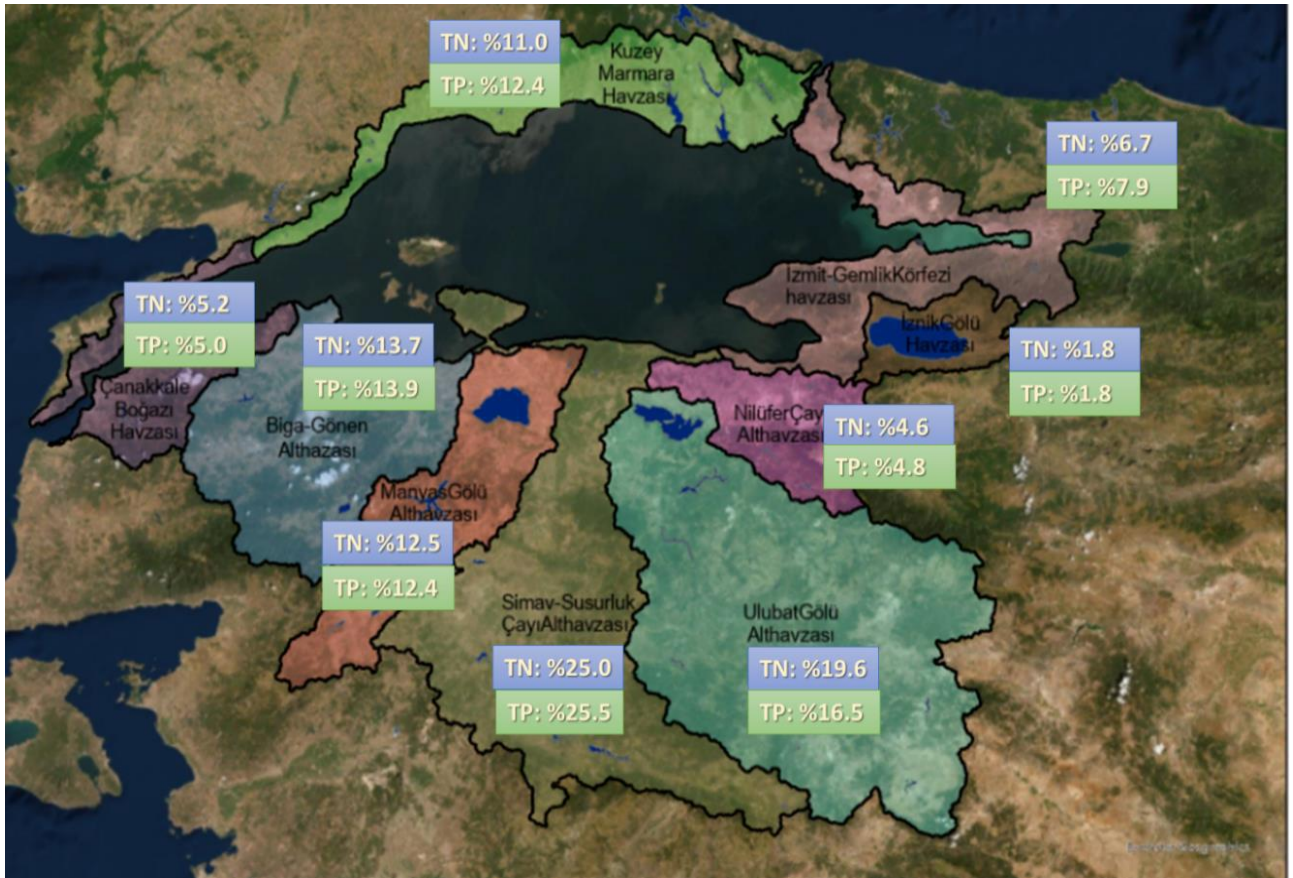 TN: %11.0
TP: %12.4
Kuzey
Marmara
Havzası
TN: %6.7
TP: %7.9
TN: %5.2
TP: %5.0
İzmit-GemlikKörfezi
havzası
İznikGölü
Havzası
TN: %1.8
TP: %1.8
TN: %13.7
TP: %13.9
Çanakkale
Boğazı
Havzası
Biga-Gönen
Althazası
NilüferÇay
Althavzası
TN: %4.6
TP: %4.8
ManyasGölü
Althavzası
TN: %12.5
TP: %12.4
Simav-Susurluk
ÇayıAlthavzası
TN: %25.0
TP: %25.5
UlubatGölü
Althavzası
TN: %19.6
TP: %16.5